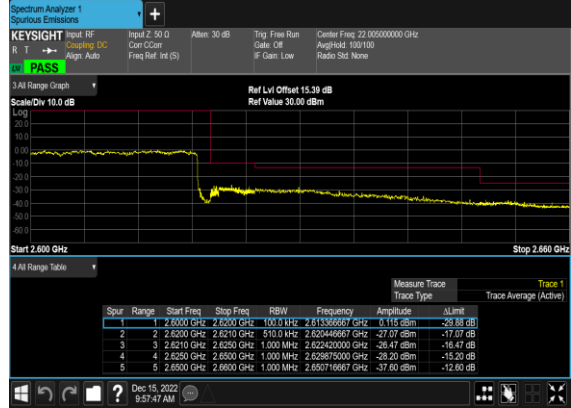 Spectrum Analyzer 1
Spurious Emissions
+
KEYSIGHT Input: RF Input Z: 50 Ω Atten: 30 dB Trig: Free Run Center Freq: 22.005000000 GHz
R T Coupling: DC Corr CCorr Gate: Off Avg|Hold: 100/100
Align: Auto Freq Ref: Int (S) IF Gain: Low Radio Std: None
PASS
3 All Range Graph
Ref Lvl Offset 15.39 dB
Scale/Div 10.0 dB Ref Value 30.00 dBm
Log
20.0
10.0
0.00
-10.0
-20.0
-30.0
-40.0
-50.0
-60.0
Start 2.600 GHz Stop 2.660 GHz
4 All Range Table
Measure Trace Trace 1
Trace Type Trace Average (Active)
Spur Range Start Freq Stop Freq RBW Frequency Amplitude ΔLimit
1 1 2.6000 GHz 2.6200 GHz 100.0 kHz 2.613366667 GHz 0.115 dBm -29.88 dB
2 2 2.6200 GHz 2.6210 GHz 510.0 kHz 2.620446667 GHz -27.07 dBm -17.07 dB
3 3 2.6210 GHz 2.6250 GHz 1.000 MHz 2.622420000 GHz -26.47 dBm -16.47 dB
4 4 2.6250 GHz 2.6500 GHz 1.000 MHz 2.629875000 GHz -28.20 dBm -15.20 dB
5 5 2.6500 GHz 2.6600 GHz 1.000 MHz 2.650716667 GHz -37.60 dBm -12.60 dB
? Dec 15, 2022
9:57:47 AM